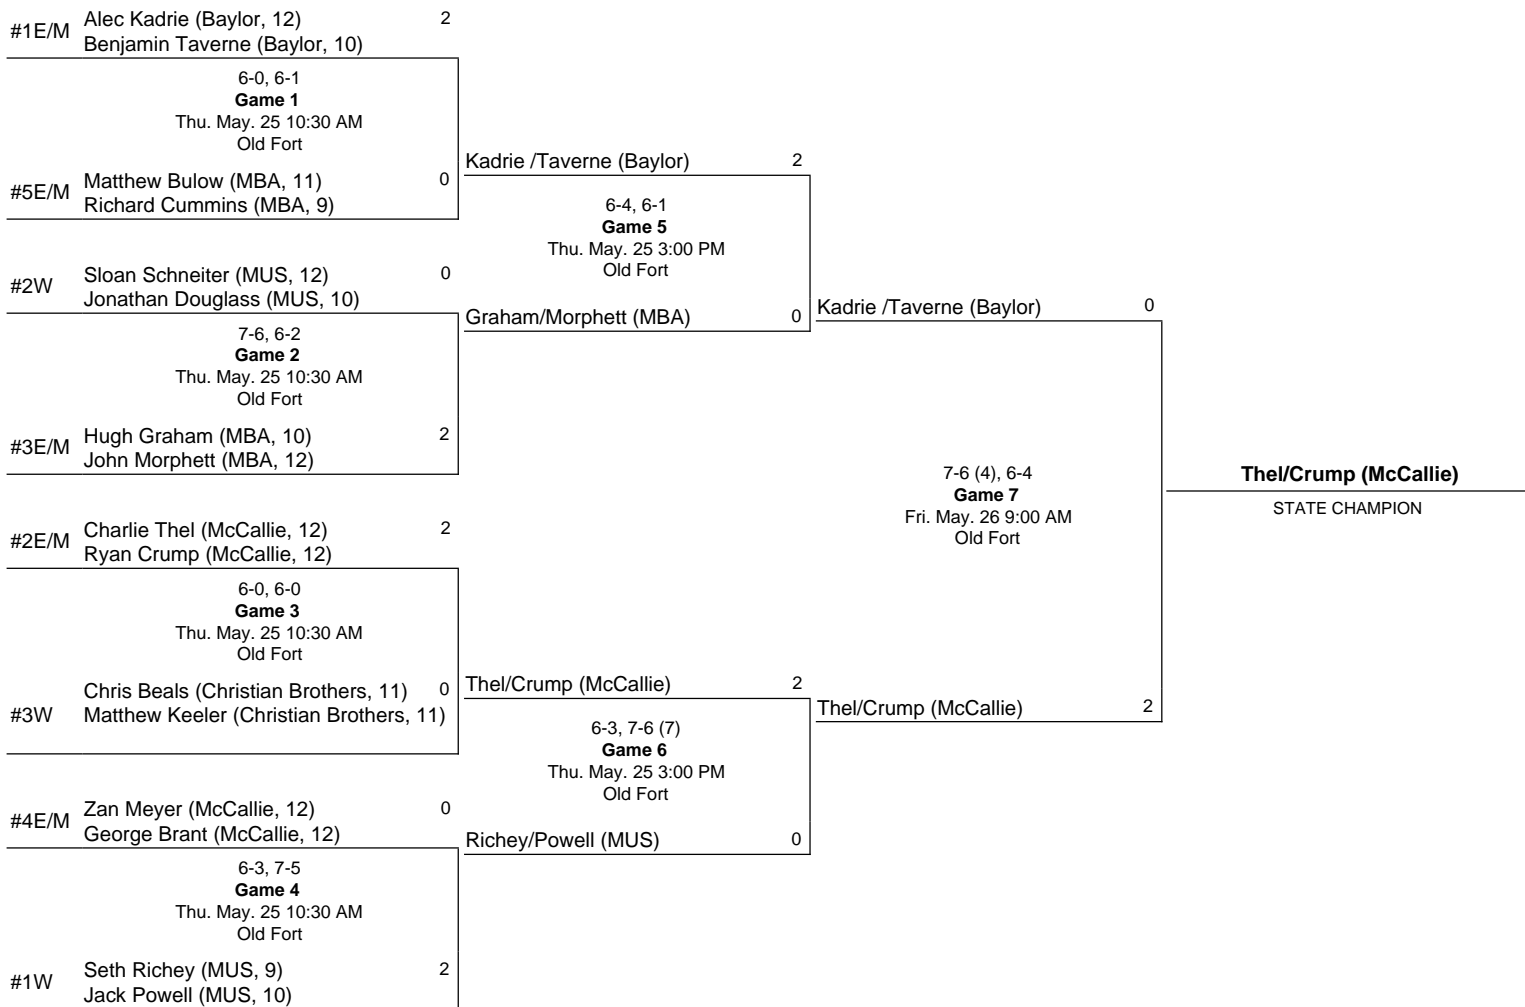 #1E/M
Alec Kadrie (Baylor, 12) 2
Benjamin Taverne (Baylor, 10)
6-0, 6-1
Game 1
Thu. May. 25 10:30 AM
Old Fort
#5E/M
Matthew Bulow (MBA, 11) 0
Richard Cummins (MBA, 9)
#2W
Sloan Schneiter (MUS, 12) 0
Jonathan Douglass (MUS, 10)
7-6, 6-2
Game 2
Thu. May. 25 10:30 AM
Old Fort
#3E/M
Hugh Graham (MBA, 10) 2
John Morphett (MBA, 12)
#2E/M
Charlie Thel (McCallie, 12) 2
Ryan Crump (McCallie, 12)
6-0, 6-0
Game 3
Thu. May. 25 10:30 AM
Old Fort
#3W
Chris Beals (Christian Brothers, 11) 0
Matthew Keeler (Christian Brothers, 11)
#4E/M
Zan Meyer (McCallie, 12) 0
George Brant (McCallie, 12)
6-3, 7-5
Game 4
Thu. May. 25 10:30 AM
Old Fort
#1W
Seth Richey (MUS, 9) 2
Jack Powell (MUS, 10)
Kadrie /Taverne (Baylor) 2
6-4, 6-1
Game 5
Thu. May. 25 3:00 PM
Old Fort
Graham/Morphett (MBA) 0
Thel/Crump (McCallie) 2
6-3, 7-6 (7)
Game 6
Thu. May. 25 3:00 PM
Old Fort
Richey/Powell (MUS) 0
Kadrie /Taverne (Baylor) 0
7-6 (4), 6-4
Game 7
Fri. May. 26 9:00 AM
Old Fort
Thel/Crump (McCallie) 2
Thel/Crump (McCallie)
STATE CHAMPION